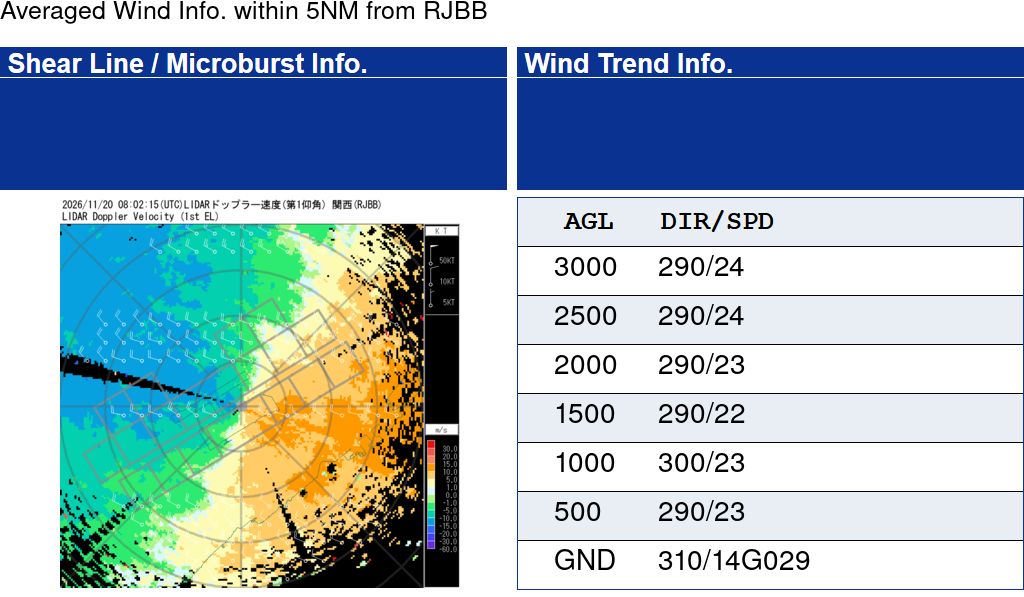 Averaged Wind Info. within 5NM from RJBB
Shear Line / Microburst Info.
Wind Trend Info.
2026/11/20 08:02:15(UTC)LIDARドップラー速度(第1仰角) 関西(RJBB)
LIDAR Doppler Velocity (1st EL)
K T
50KT
10KT
5KT
m/s
30.0
20.0
15.0
10.0
5.0
1.0
0.0
-1.0
-5.0
-10.0
-15.0
-20.0
-30.0
-60.0
AGL DIR/SPD
3000 290/24
2500 290/24
2000 290/23
1500 290/22
1000 300/23
500 290/23
GND 310/14G029